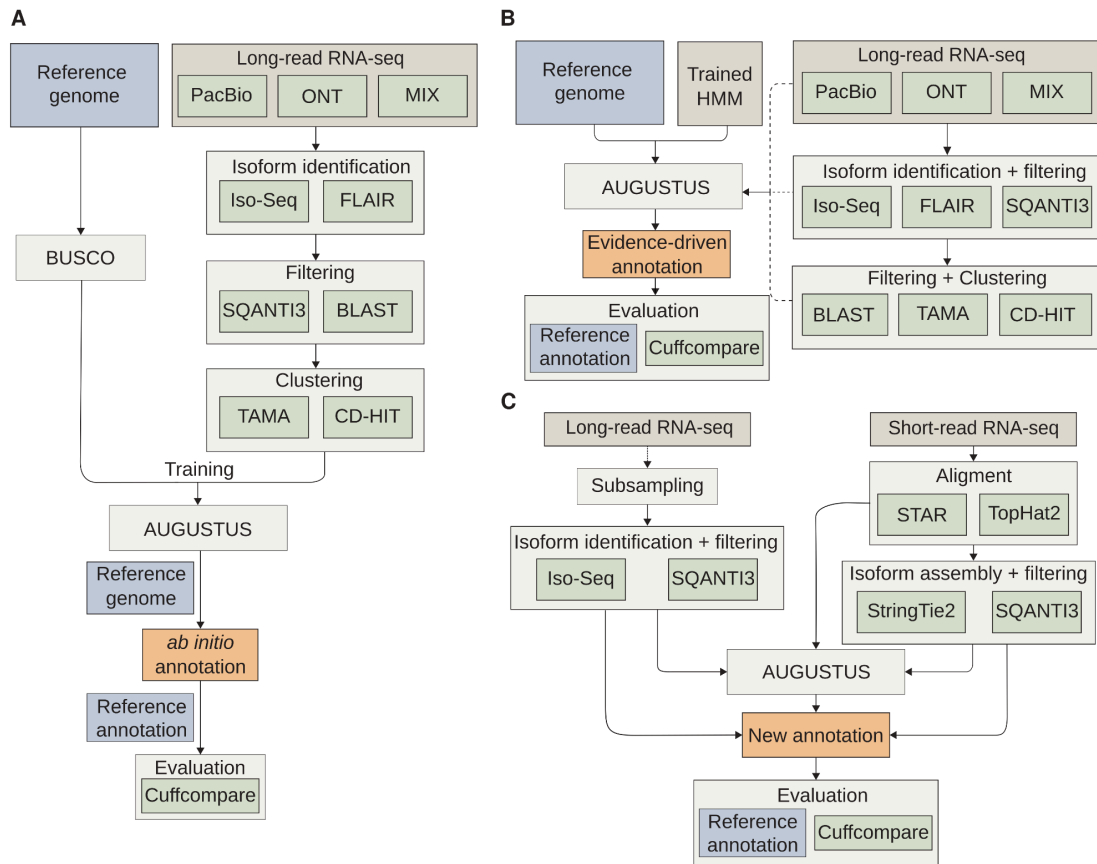 A
Reference
genome
Long-read RNA-seq
PacBio
ONT
MIX
Isoform identification
Iso-Seq
FLAIR
BUSCO
Filtering
SQANTI3
BLAST
Clustering
TAMA
CD-HIT
Training
AUGUSTUS
Reference
genome
ab initio
annotation
Reference
annotation
Evaluation
Cuffcompare
B
Reference
genome
Trained
HMM
Long-read RNA-seq
PacBio
ONT
MIX
AUGUSTUS
Isoform identification + filtering
Iso-Seq
FLAIR
SQANTI3
Evidence-driven
annotation
Filtering + Clustering
BLAST
TAMA
CD-HIT
Evaluation
Reference
annotation
Cuffcompare
C
Long-read RNA-seq
Short-read RNA-seq
Subsampling
Aligment
STAR
TopHat2
Isoform identification + filtering
Iso-Seq
SQANTI3
Isoform assembly + filtering
StringTie2
SQANTI3
AUGUSTUS
New annotation
Evaluation
Reference
annotation
Cuffcompare